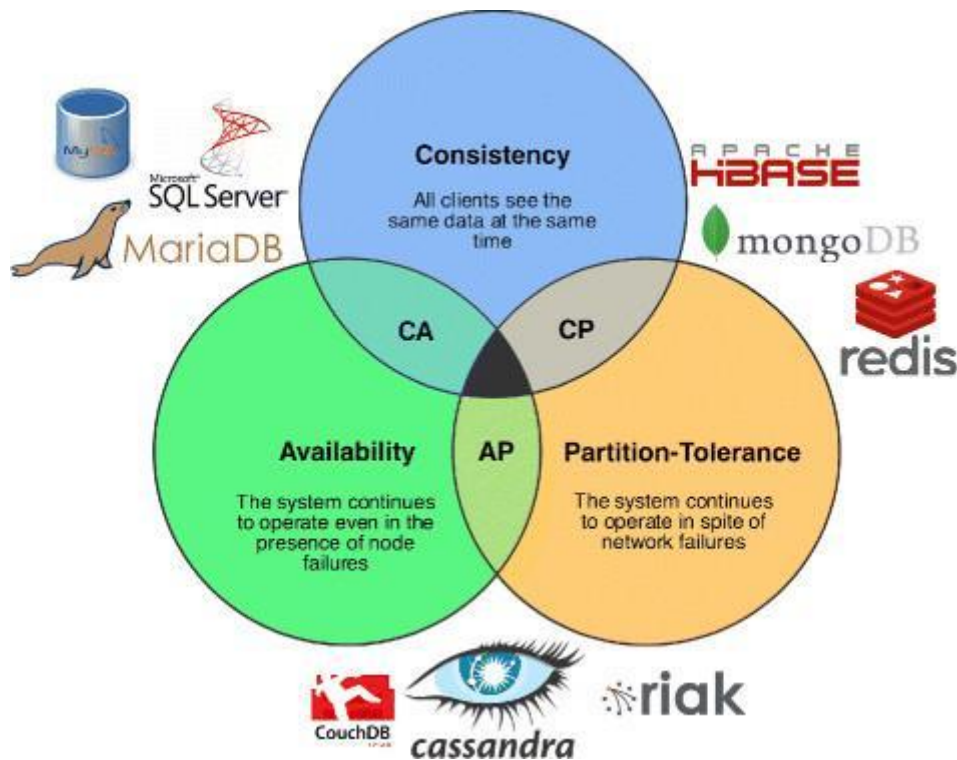 MySQL
Microsoft®
SQL Server
MariaDB
Consistency
All clients see the
same data at the same
time
APACHE
HBASE
mongoDB
redis
CA
CP
AP
Availability
The system continues
to operate even in the
presence of node
failures
Partition-Tolerance
The system continues
to operate in spite of
network failures
CouchDB
cassandra
riak